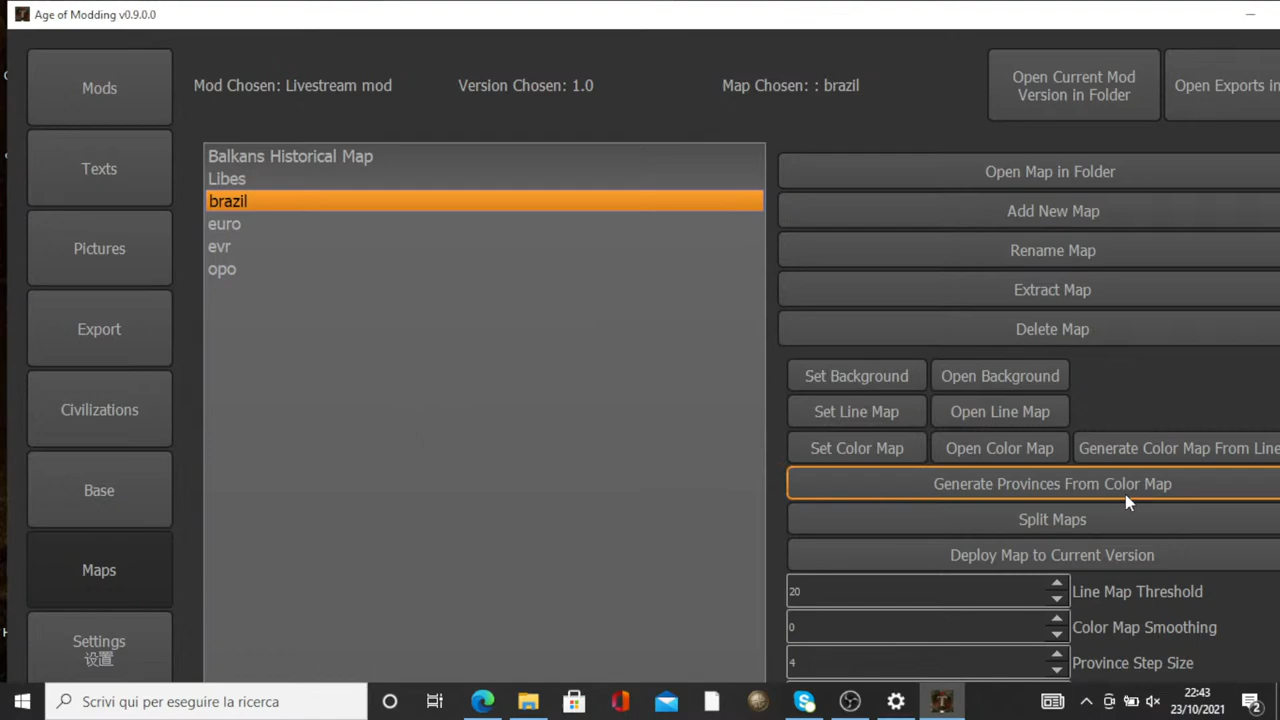 Age of Modding v0.9.0.0
Mods
Mod Chosen: Livestream mod
Version Chosen: 1.0
Map Chosen: : brazil
Open Current Mod
Version in Folder
Open Exports in
Texts
Pictures
Export
Civilizations
Base
Maps
Settings
设置
Balkans Historical Map
Libes
brazil
euro
evr
opo
Open Map in Folder
Add New Map
Rename Map
Extract Map
Delete Map
Set Background
Open Background
Set Line Map
Open Line Map
Set Color Map
Open Color Map
Generate Color Map From Line
Generate Provinces From Color Map
Split Maps
Deploy Map to Current Version
20
Line Map Threshold
0
Color Map Smoothing
4
Province Step Size
Scrivi qui per eseguire la ricerca
22:43
23/10/2021
2